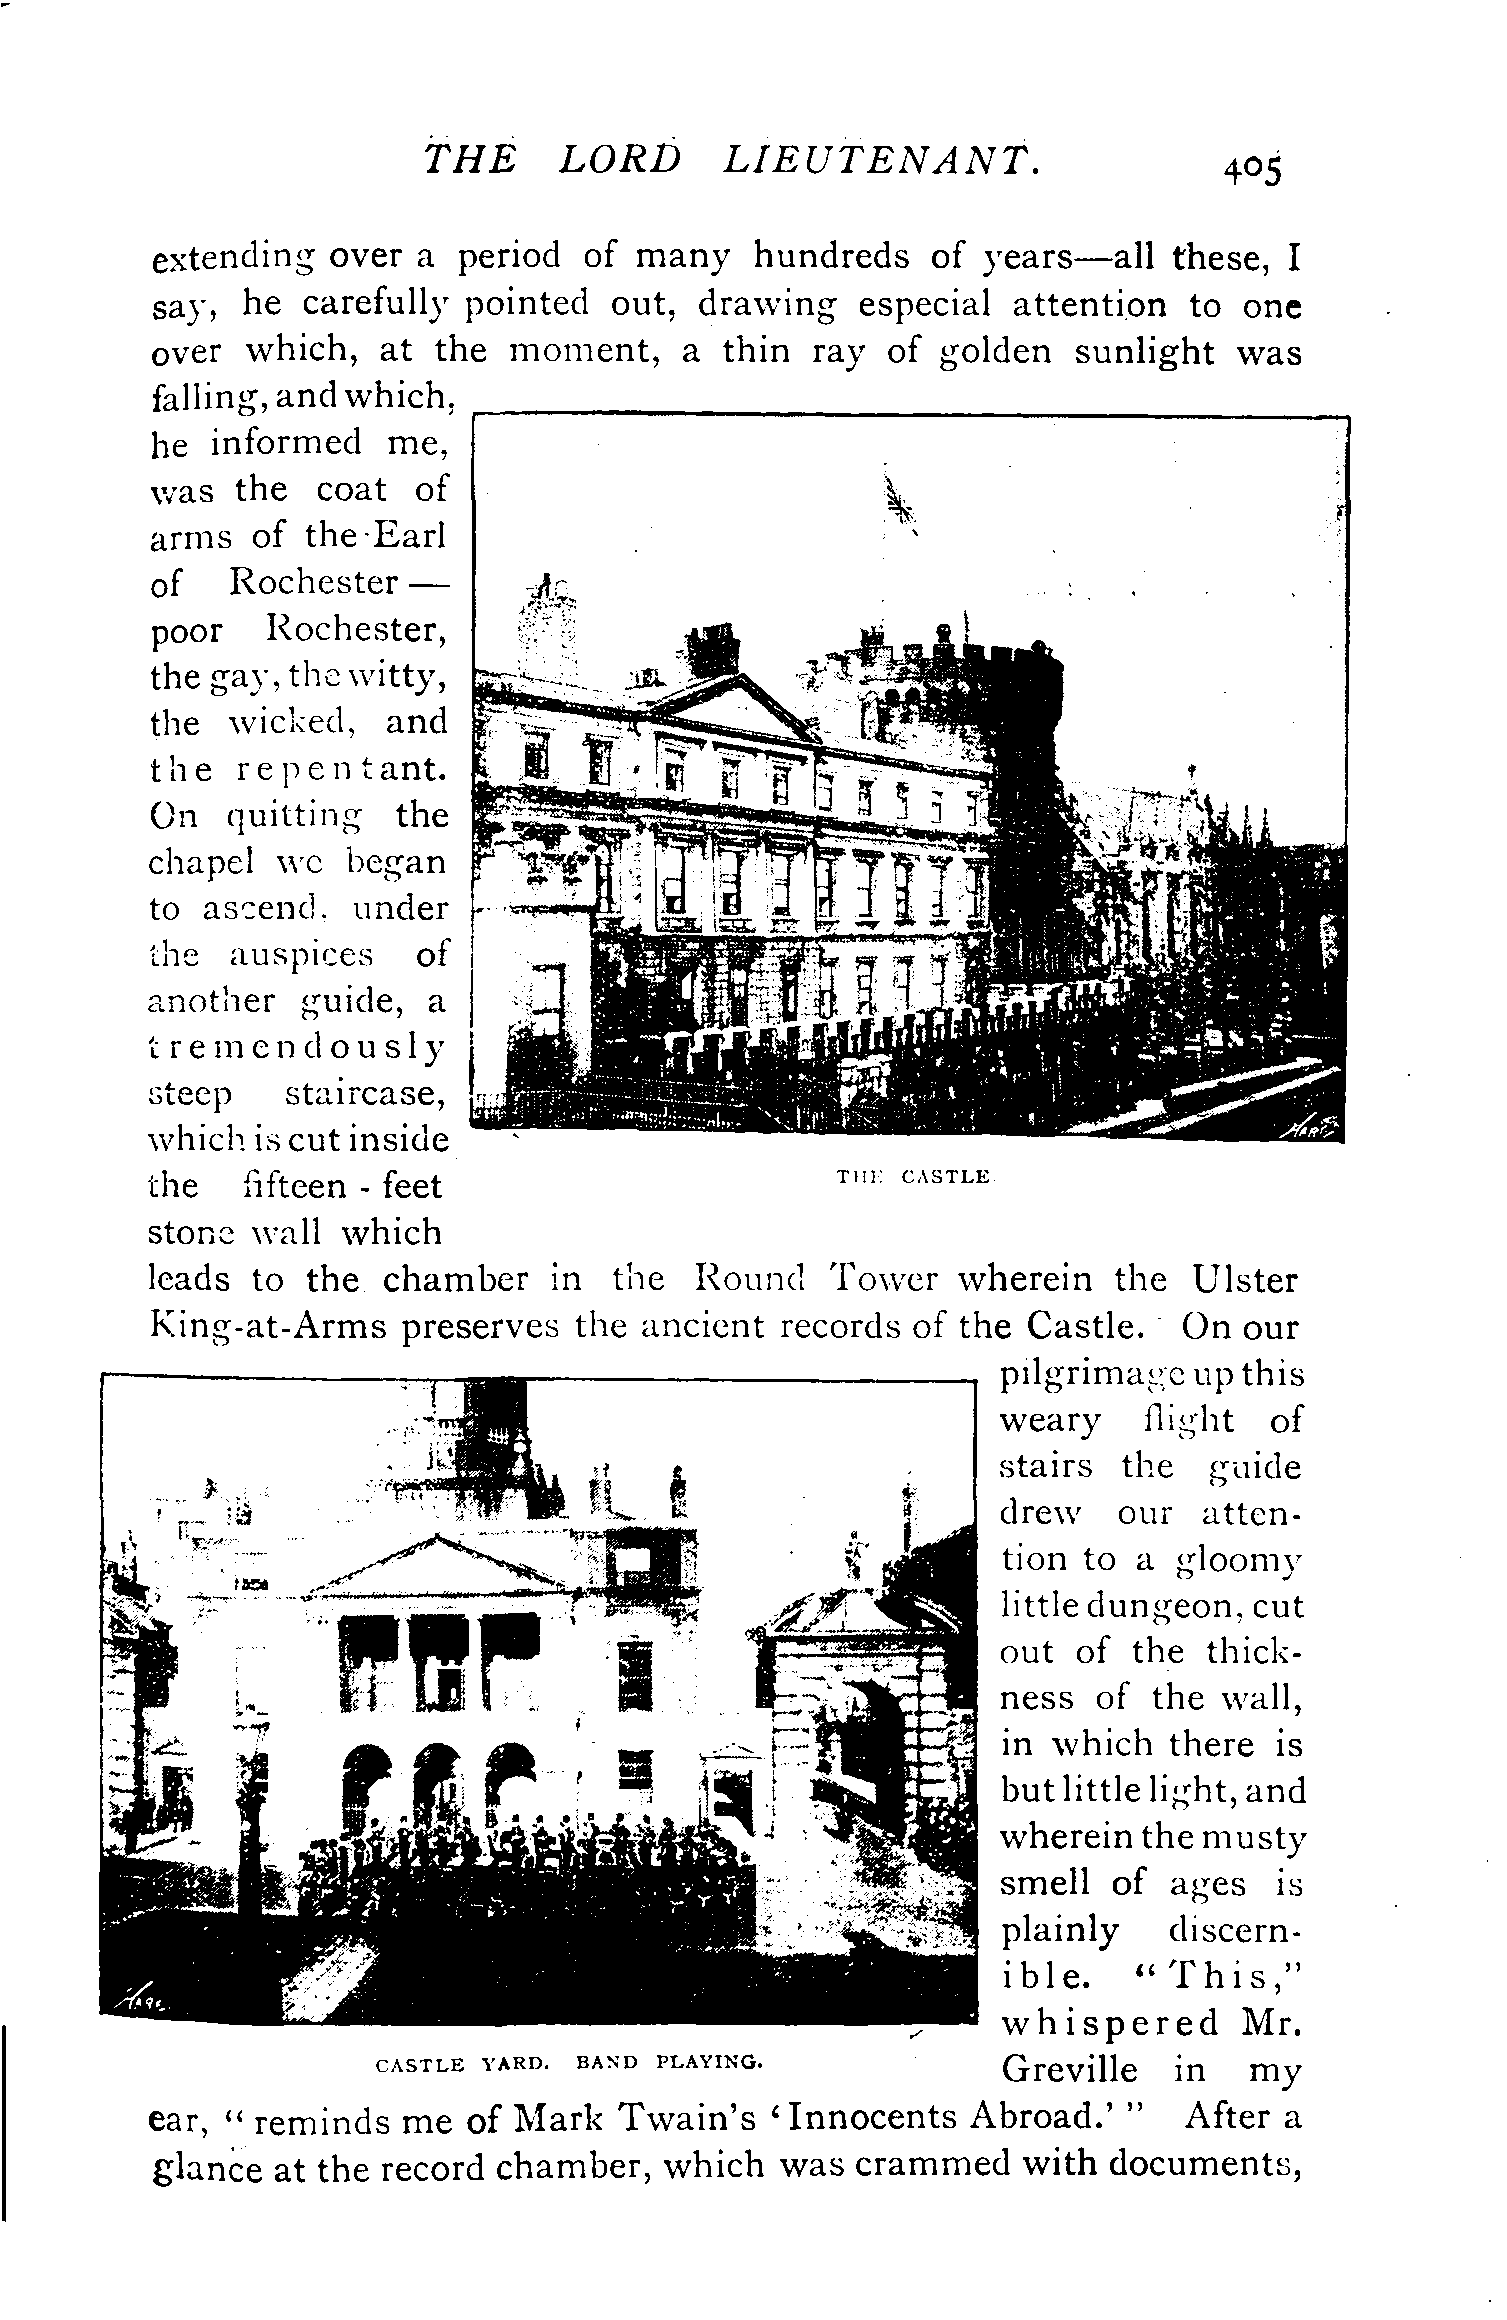 THE LORD LIEUTENANT. 405
extending over a period of many hundreds of years—all these, I
say, he carefully pointed out, drawing especial attention to one
over which, at the moment, a thin ray of golden sunlight was
falling, and which,
he informed me,
was the coat of
arms of the Earl
of Rochester—
poor Rochester,
the gay, the witty,
the wicked, and
the repentant.
On quitting the
chapel we began
to ascend, under
the auspices of
another guide, a
tremendously
steep staircase,
which is cut inside
the fifteen-feet
stone wall which
HARE
THE CASTLE
leads to the chamber in the Round Tower wherein the Ulster
King-at-Arms preserves the ancient records of the Castle. On our
pilgrimage up this
weary flight of
stairs the guide
drew our atten-
tion to a gloomy
little dungeon, cut
out of the thick-
ness of the wall,
in which there is
but little light, and
wherein the musty
smell of ages is
plainly discern-
ible. “This,”
whispered Mr.
Greville in my
HARE
CASTLE YARD. BAND PLAYING.
ear, “reminds me of Mark Twain's ‘Innocents Abroad.’” After a
glance at the record chamber, which was crammed with documents,